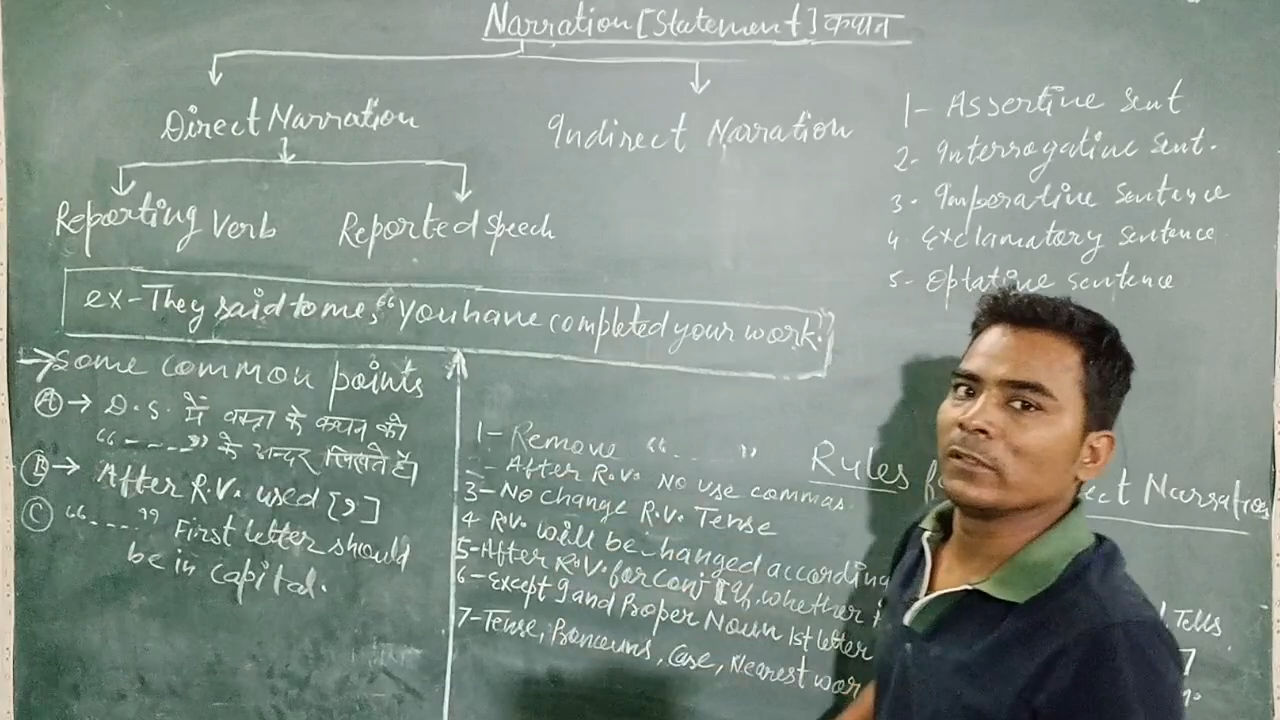 Narration [Statement] कथन
Direct Narration
Indirect Narration
Reporting Verb
Reported Speech
1- Assertive Sent
2- Interrogative Sent.
3- Imperative Sentence
4. Exclamatory Sentence
5- Optative sentence
ex- They said to me, "You have completed your work."
→ Some common points
Ⓐ → D.S. में वक्ता के कथन को
"----" के अन्दर लिखते हैं।
Ⓑ → After R.V. used [,]
Ⓒ "----" First letter should
be in capital.
Rules ect Narration
1- Remove "----"
- After R.V. No use commas
3- No change R.V. Tense
4 R.V. will be changed according
5- After R.V. for Conj If, whether
6- Except I and Proper Noun 1st letter
7- Tense, Pronouns, Case, Nearest wor
Tells